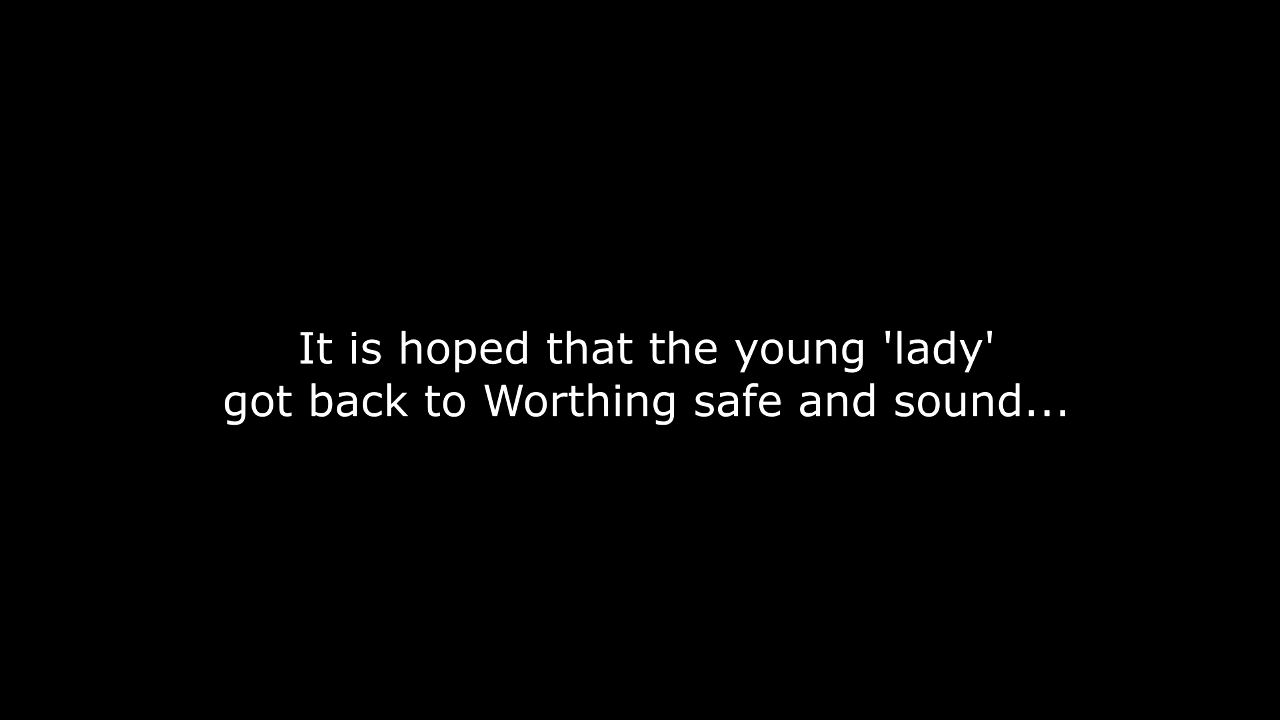 It is hoped that the young 'lady'
got back to Worthing safe and sound...